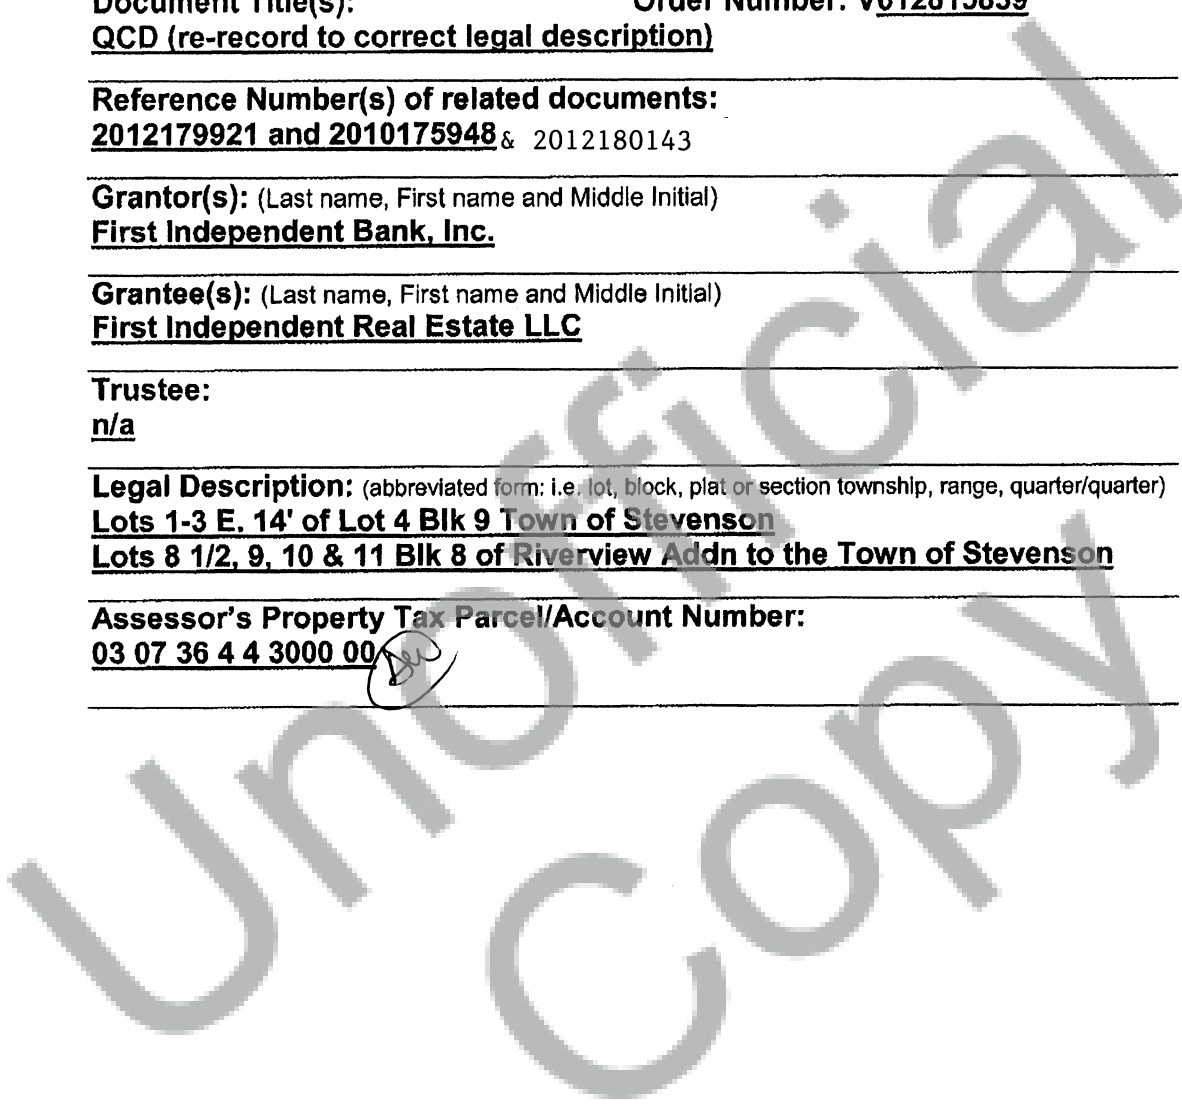 Document Title(s): Order Number: V612815839
QCD (re-record to correct legal description)
Reference Number(s) of related documents:
2012179921 and 2010175948 & 2012180143
Grantor(s): (Last name, First name and Middle Initial)
First Independent Bank, Inc.
Grantee(s): (Last name, First name and Middle Initial)
First Independent Real Estate LLC
Trustee:
n/a
Legal Description: (abbreviated form: i.e. lot, block, plat or section township, range, quarter/quarter)
Lots 1-3 E. 14' of Lot 4 Blk 9 Town of Stevenson
Lots 8 1/2, 9, 10 & 11 Blk 8 of Riverview Addn to the Town of Stevenson
Assessor's Property Tax Parcel/Account Number:
03 07 36 4 4 3000 00
Unofficial
Copy